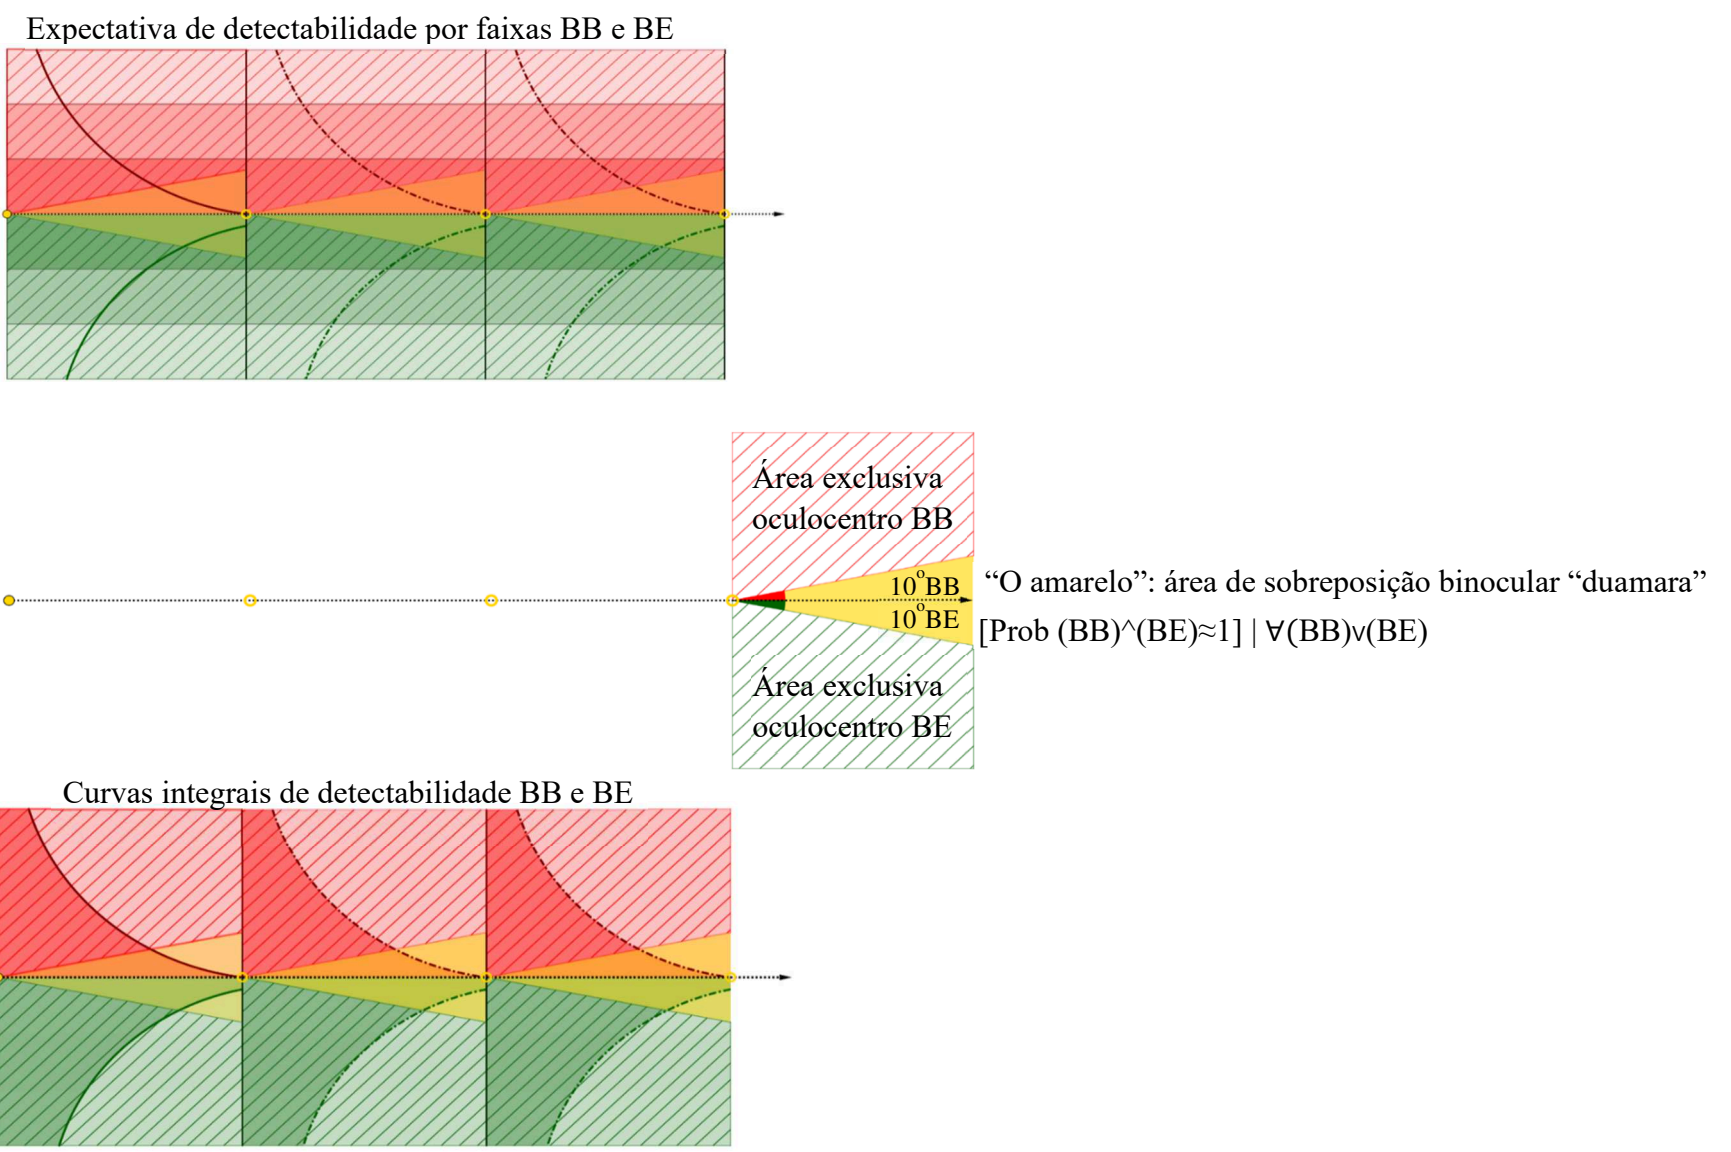 Expectativa de detectabilidade por faixas BB e BE
Área exclusiva
oculocentro BB
10°BB
10°BE
“O amarelo”: área de sobreposição binocular “duamara”
[Prob (BB)^(BE)≈1] | ∀(BB)v(BE)
Área exclusiva
oculocentro BE
Curvas integrais de detectabilidade BB e BE